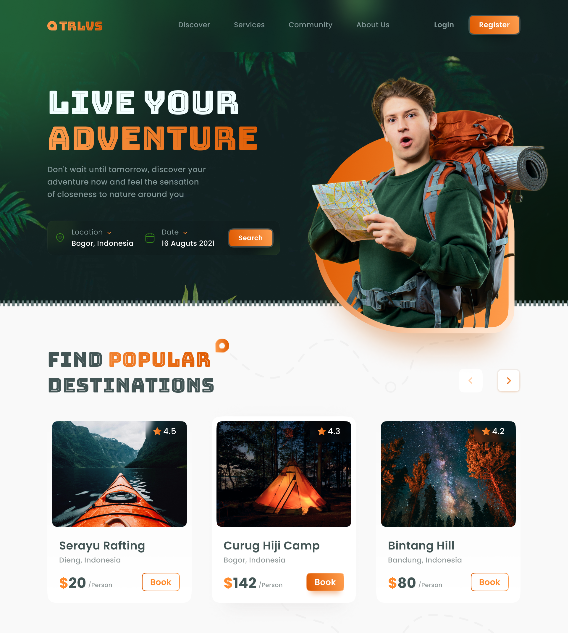 TRLVS
Discover Services Community About Us Login Register
LIVE YOUR
ADVENTURE
Don't wait until tomorrow, discover your
adventure now and feel the sensation
of closeness to nature around you
Location Date
Bogor, Indonesia 16 Auguts 2021
Search
FIND POPULAR
DESTINATIONS
4.5
Serayu Rafting
Dieng, Indonesia
$20 /Person Book
4.3
Curug Hiji Camp
Bogor, Indonesia
$142 /Person Book
4.2
Bintang Hill
Bandung, Indonesia
$80 /Person Book